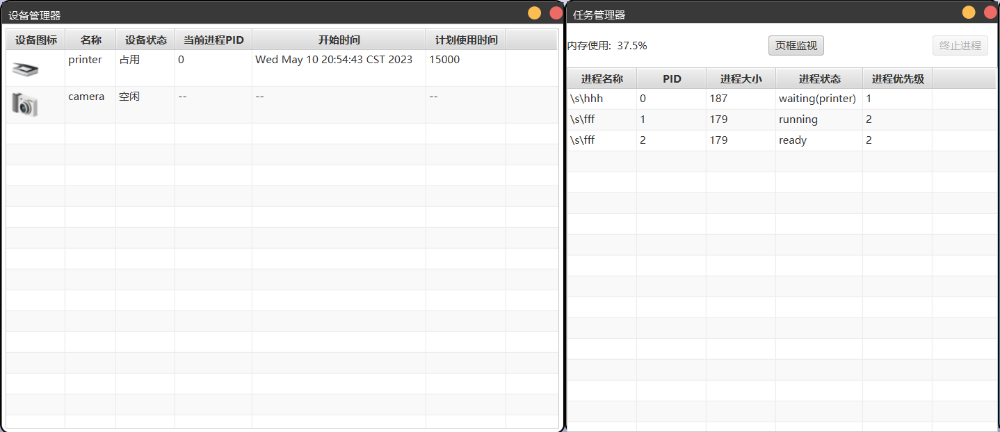 设备管理器
设备图标 名称 设备状态 当前进程PID 开始时间 计划使用时间
printer 占用 0 Wed May 10 20:54:43 CST 2023 15000
camera 空闲 -- -- --
任务管理器
内存使用: 37.5% 页框监视 终止进程
进程名称 PID 进程大小 进程状态 进程优先级
\s\hhh 0 187 waiting(printer) 1
\s\fff 1 179 running 2
\s\fff 2 179 ready 2